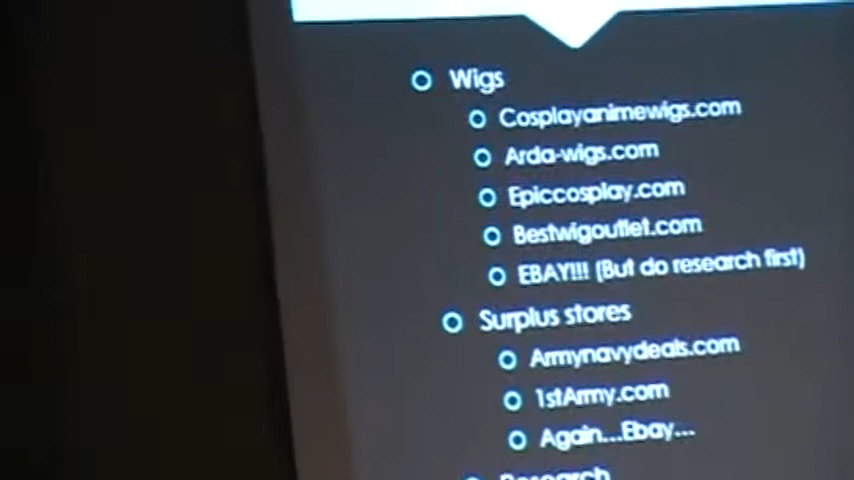 Wigs
Cosplayanimewigs.com
Arda-wigs.com
Epiccosplay.com
Bestwigoutlet.com
EBAY!!! (But do research first)
Surplus stores
Armynavydeals.com
1stArmy.com
Again...Ebay...
Research